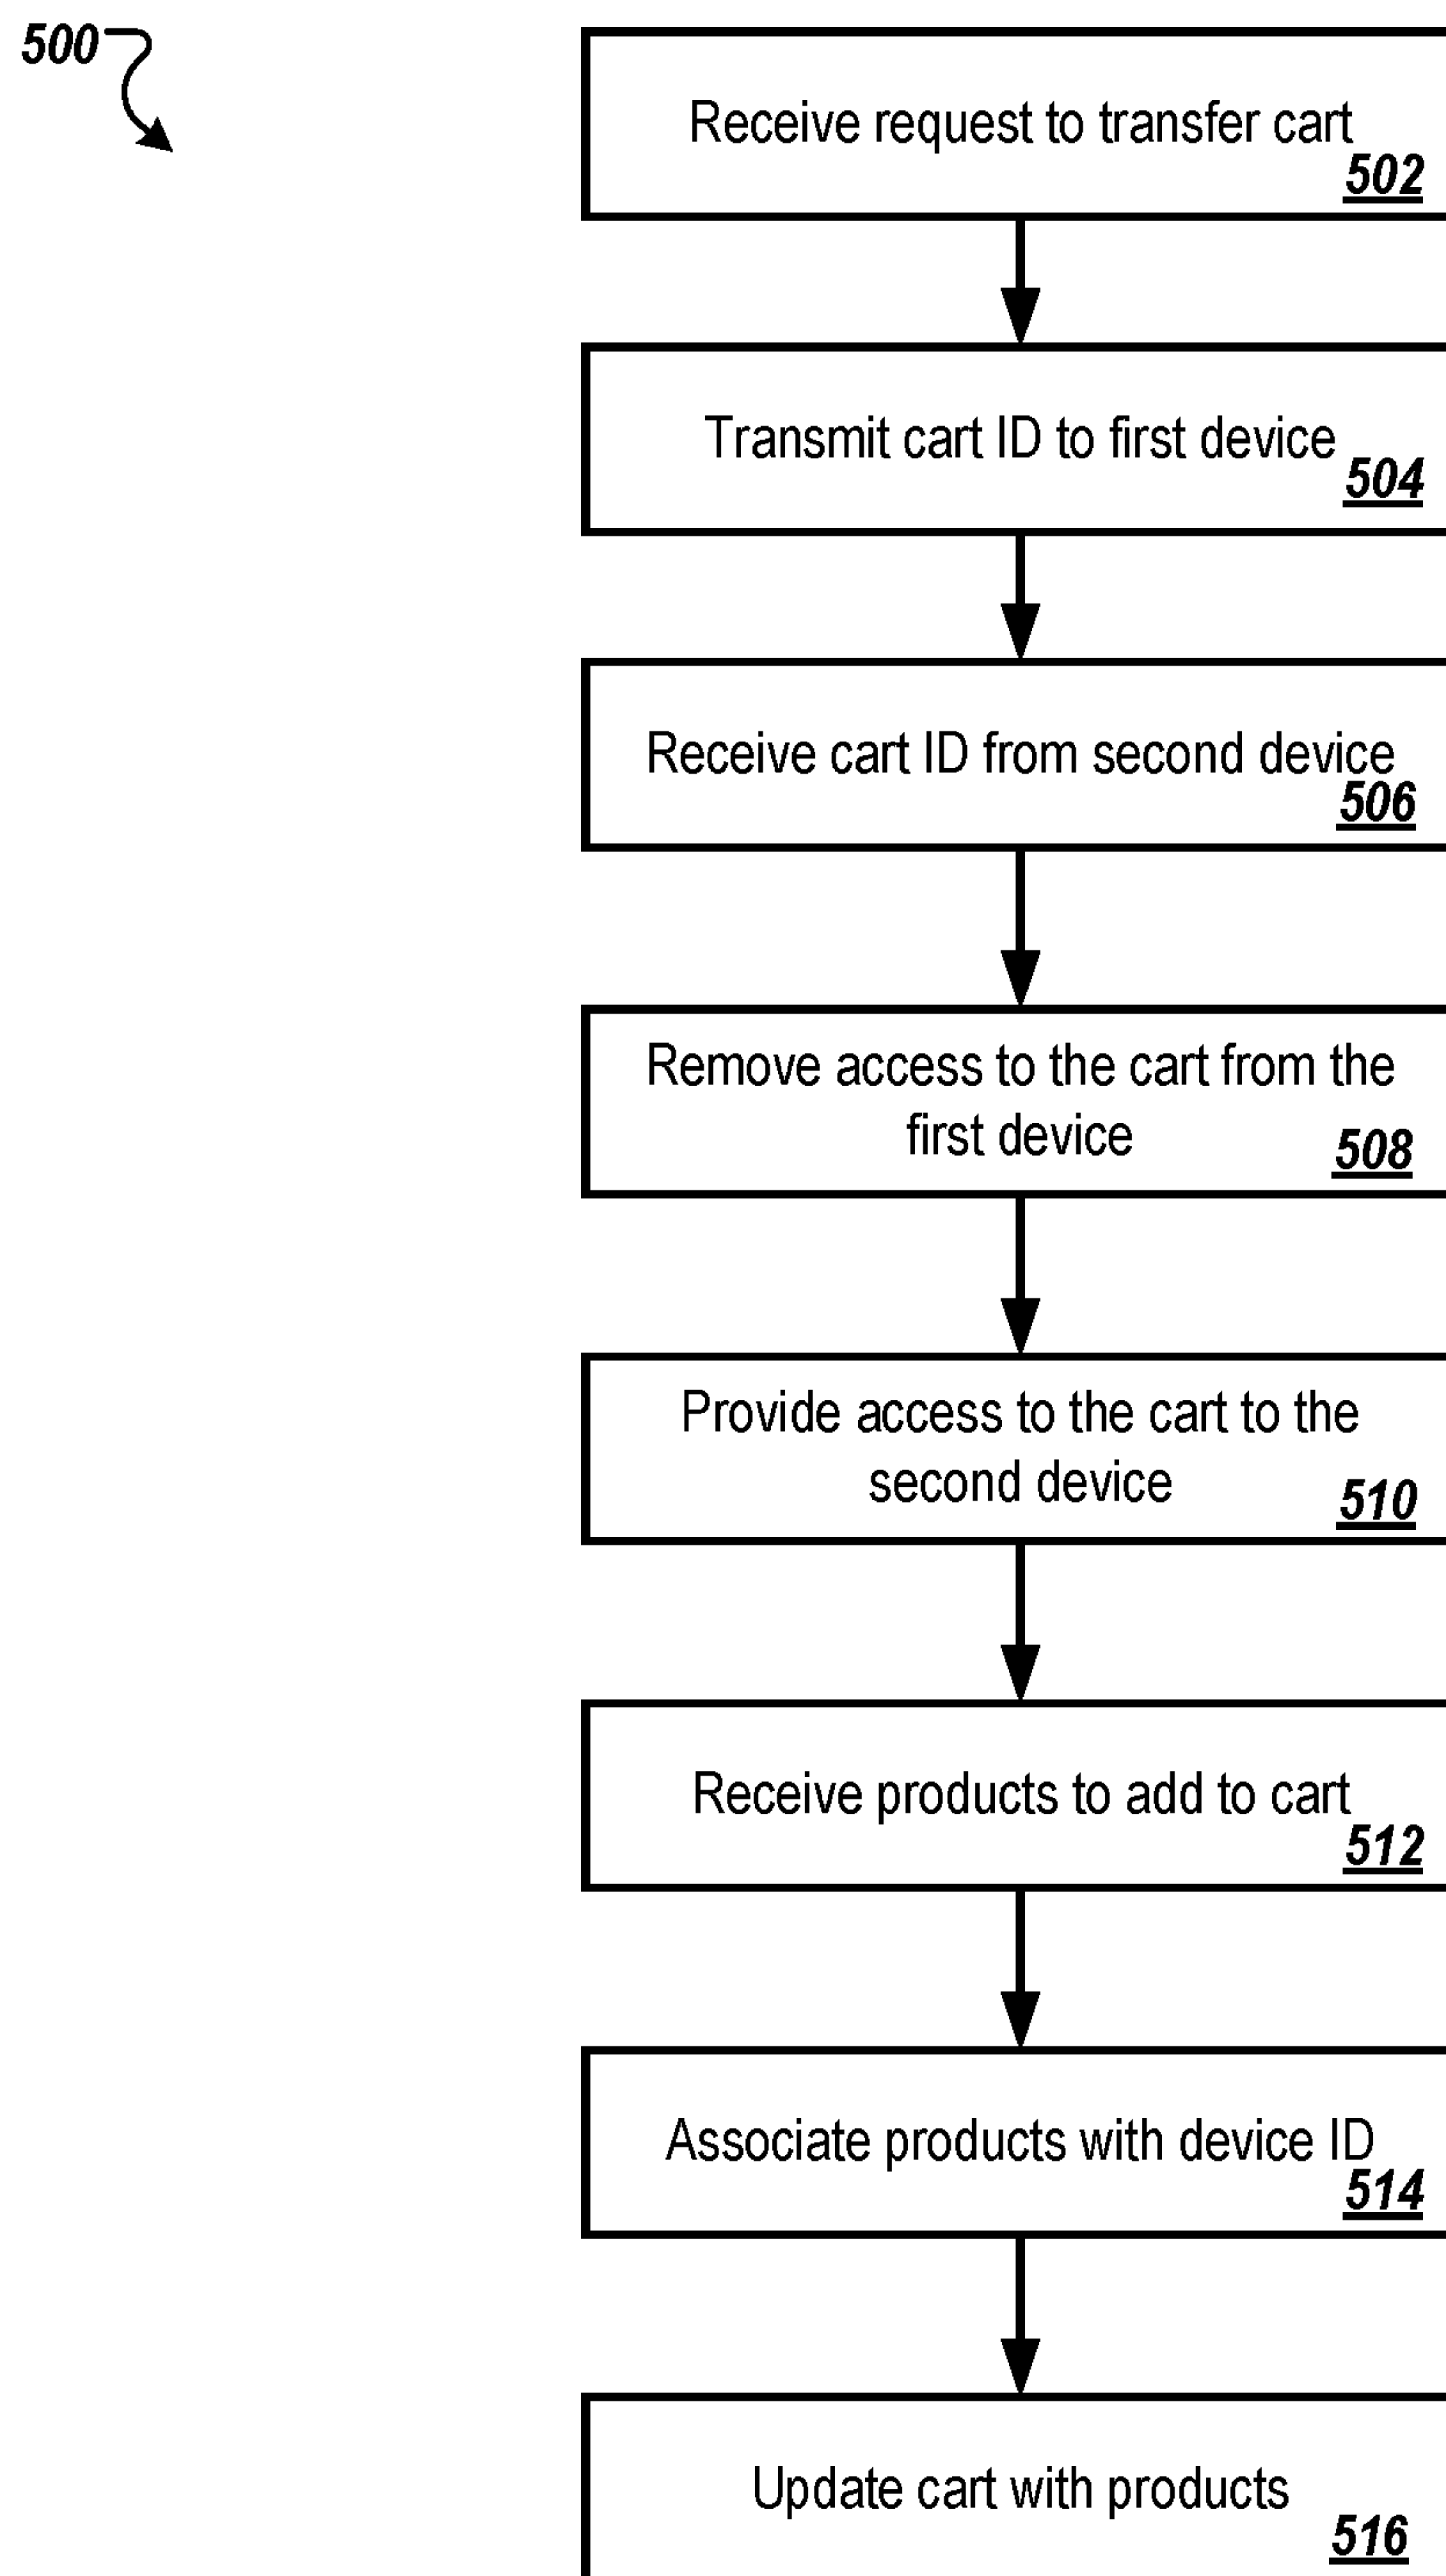 500
Receive request to transfer cart
502
Transmit cart ID to first device
504
Receive cart ID from second device
506
Remove access to the cart from the
first device
508
Provide access to the cart to the
second device
510
Receive products to add to cart
512
Associate products with device ID
514
Update cart with products
516